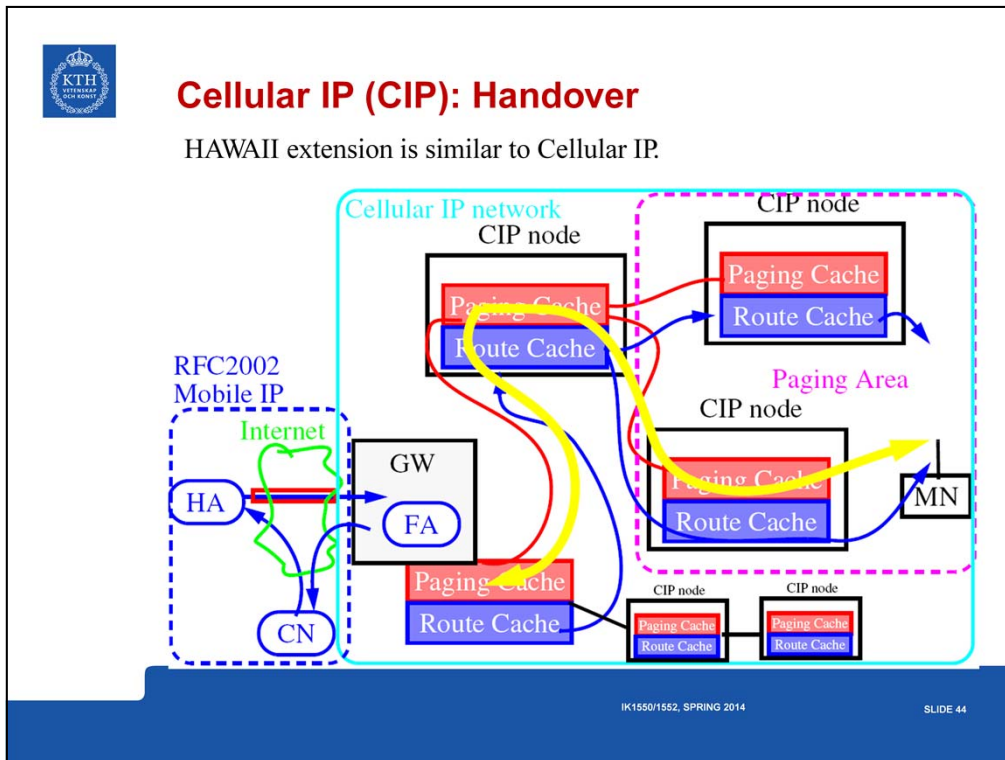 KTH
VETENSKAP
OCH KONST
Cellular IP (CIP): Handover
HAWAII extension is similar to Cellular IP.
Cellular IP network
CIP node
Paging Cache
Route Cache
CIP node
Paging Cache
Route Cache
Paging Area
RFC2002
Mobile IP
Internet
HA
CN
GW
FA
Paging Cache
Route Cache
CIP node
Paging Cache
Route Cache
MN
CIP node
Paging Cache
Route Cache
CIP node
Paging Cache
Route Cache
IK1550/1552, SPRING 2014
SLIDE 44